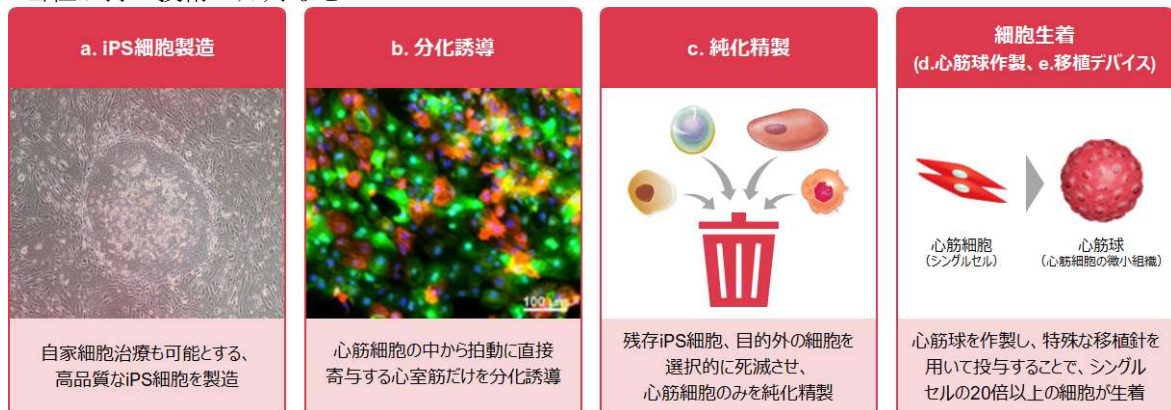 a. iPS細胞製造
自家細胞治療も可能とする、
高品質なiPS細胞を製造
b. 分化誘導
100 μm
心筋細胞の中から拍動に直接
寄与する心室筋だけを分化誘導
c. 純化精製
残存iPS細胞、目的外の細胞を
選択的に死滅させ、
心筋細胞のみを純化精製
細胞生着
(d.心筋球作製、e.移植デバイス)
心筋細胞
（シングルセル）
心筋球
（心筋細胞の微小組織）
心筋球を作製し、特殊な移植針を
用いて投与することで、シングル
セルの20倍以上の細胞が生着